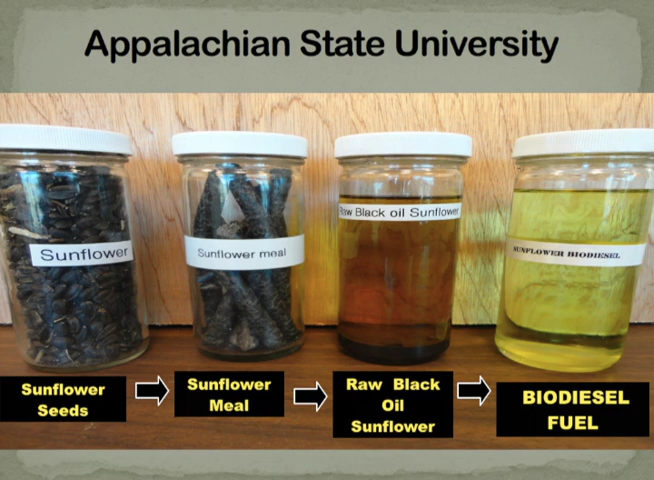 Appalachian State University
Sunflower
Sunflower meal
Raw Black oil Sunflower
SUNFLOWER BIODIESEL
Sunflower
Seeds
Sunflower
Meal
Raw Black
Oil
Sunflower
BIODIESEL
FUEL